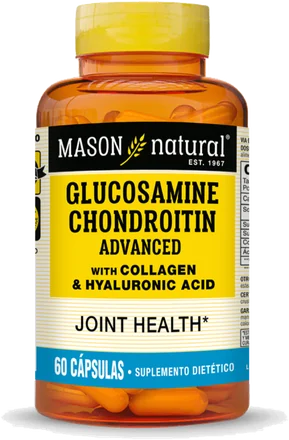 MASON natural®
EST. 1967
GLUCOSAMINE
CHONDROITIN
ADVANCED
WITH COLLAGEN
& HYALURONIC ACID
JOINT HEALTH*
60 CÁPSULAS • SUPLEMENTO DIETÉTICO